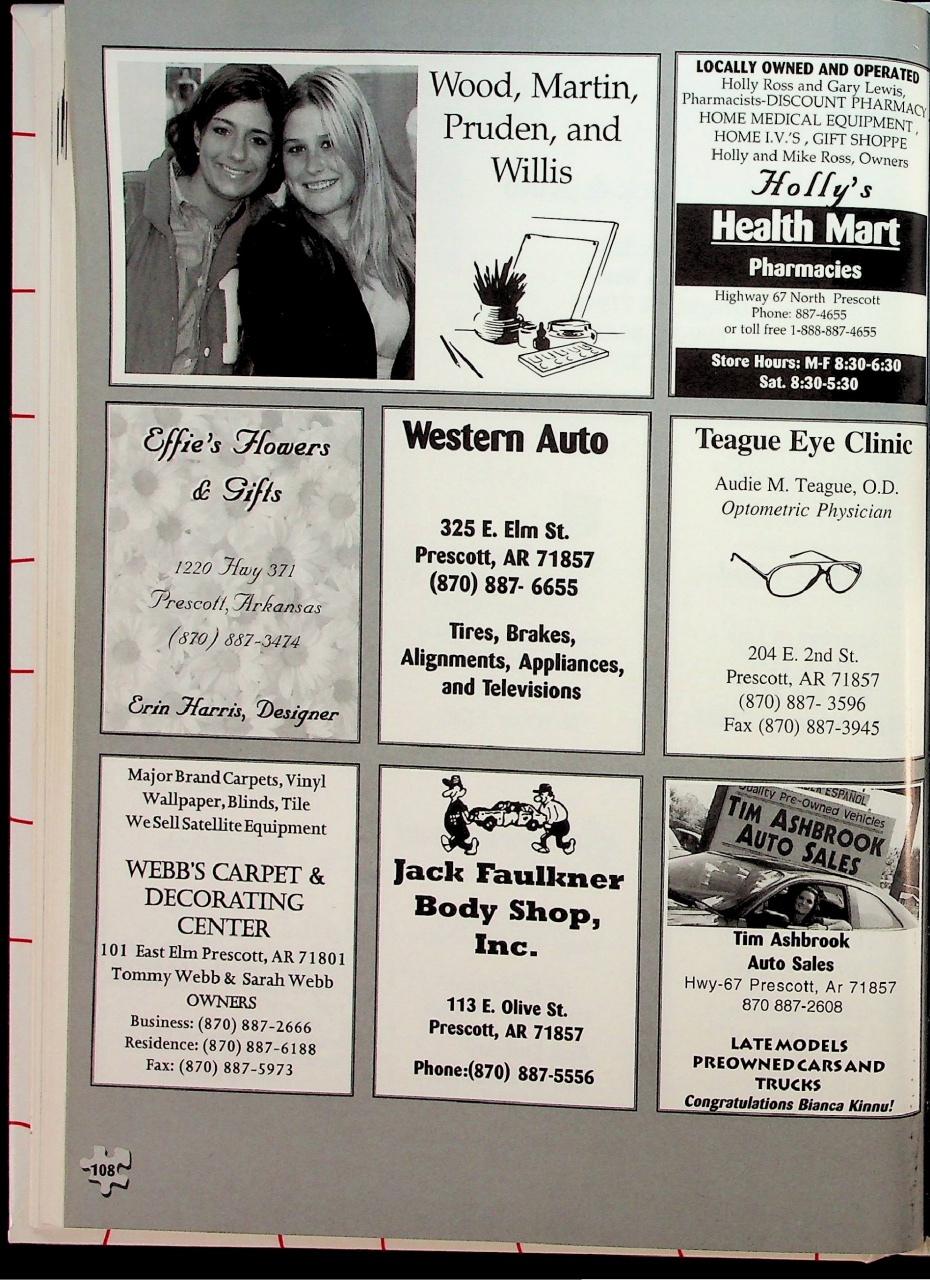 Wood, Martin,
Pruden, and
Willis
LOCALLY OWNED AND OPERATED
Holly Ross and Gary Lewis,
Pharmacists-DISCOUNT PHARMACY
HOME MEDICAL EQUIPMENT,
HOME I.V.'S , GIFT SHOPPE
Holly and Mike Ross, Owners
Holly's
Health Mart
Pharmacies
Highway 67 North Prescott
Phone: 887-4655
or toll free 1-888-887-4655
Store Hours: M-F 8:30-6:30
Sat. 8:30-5:30
Effie's Flowers
& Gifts
1220 Hwy 371
Prescott, Arkansas
(870) 887-3474
Erin Harris, Designer
Western Auto
325 E. Elm St.
Prescott, AR 71857
(870) 887- 6655
Tires, Brakes,
Alignments, Appliances,
and Televisions
Teague Eye Clinic
Audie M. Teague, O.D.
Optometric Physician
204 E. 2nd St.
Prescott, AR 71857
(870) 887- 3596
Fax (870) 887-3945
Major Brand Carpets, Vinyl
Wallpaper, Blinds, Tile
We Sell Satellite Equipment
WEBB'S CARPET &
DECORATING
CENTER
101 East Elm Prescott, AR 71801
Tommy Webb & Sarah Webb
OWNERS
Business: (870) 887-2666
Residence: (870) 887-6188
Fax: (870) 887-5973
Jack Faulkner
Body Shop,
Inc.
113 E. Olive St.
Prescott, AR 71857
Phone:(870) 887-5556
ESPAÑOL
Quality Pre-Owned Vehicles
TIM ASHBROOK
AUTO SALES
Tim Ashbrook
Auto Sales
Hwy-67 Prescott, Ar 71857
870 887-2608
LATE MODELS
PREOWNED CARS AND
TRUCKS
Congratulations Bianca Kinnu!
108